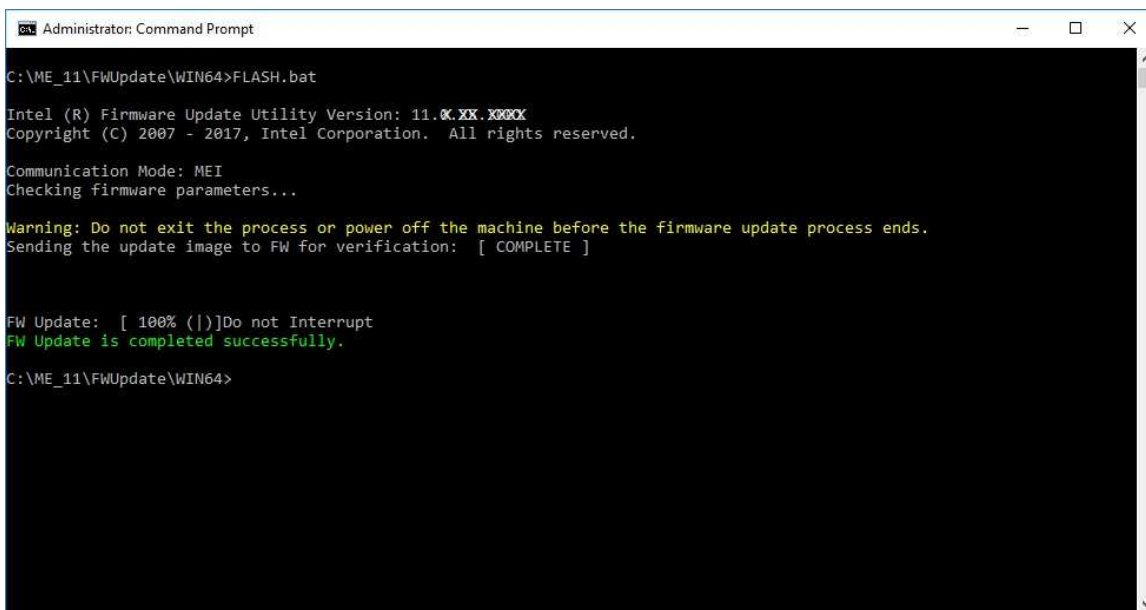 Administrator: Command Prompt
C:\ME_11\FWUpdate\WIN64>FLASH.bat
Intel (R) Firmware Update Utility Version: 11.X.XX.XXXX
Copyright (C) 2007 - 2017, Intel Corporation.  All rights reserved.
Communication Mode: MEI
Checking firmware parameters...
Warning: Do not exit the process or power off the machine before the firmware update process ends.
Sending the update image to FW for verification:  [ COMPLETE ]
FW Update:  [ 100% (|)]Do not Interrupt
FW Update is completed successfully.
C:\ME_11\FWUpdate\WIN64>